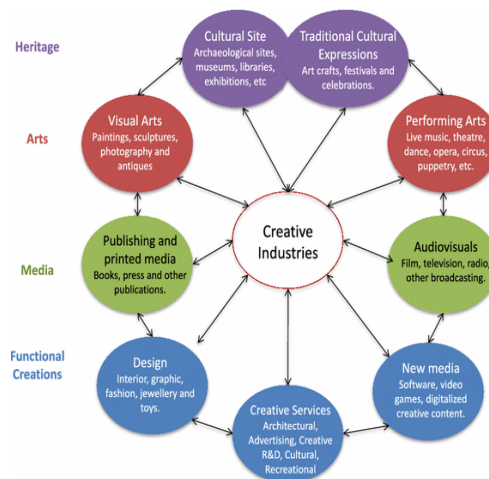 Heritage
Cultural Site
Archaeological sites,
museums, libraries,
exhibitions, etc
Traditional Cultural
Expressions
Art crafts, festivals and
celebrations.
Arts
Visual Arts
Paintings, sculptures,
photography and
antiques
Performing Arts
Live music, theatre,
dance, opera, circus,
puppetry, etc.
Creative
Industries
Media
Publishing and
printed media
Books, press and other
publications.
Audiovisuals
Film, television, radio,
other broadcasting.
Functional
Creations
Design
Interior, graphic,
fashion, jewellery and
toys.
Creative Services
Architectural,
Advertising, Creative
R&D, Cultural,
Recreational
New media
Software, video
games, digitalized
creative content.